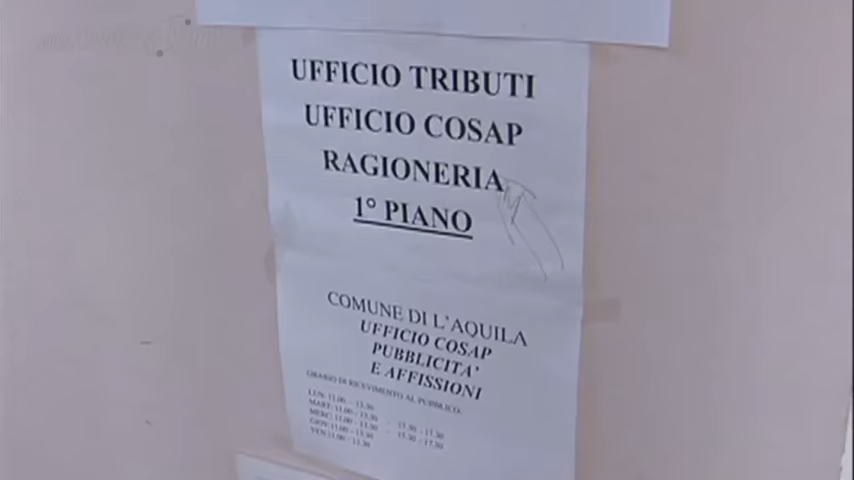 UFFICIO TRIBUTI
UFFICIO COSAP
RAGIONERIA
1° PIANO
COMUNE DI L'AQUILA
UFFICIO COSAP
PUBBLICITA'
E AFFISSIONI
ORARIO DI RICEVIMENTO AL PUBBLICO:
LUN: 11.00 - 13.30
MART: 11.00 - 13.30 - 15.30 - 17.30
MERC: 11.00 - 13.30 - 15.30 - 17.30
GIOV: 11.00 - 13.30
VEN: 11.00 - 13.30